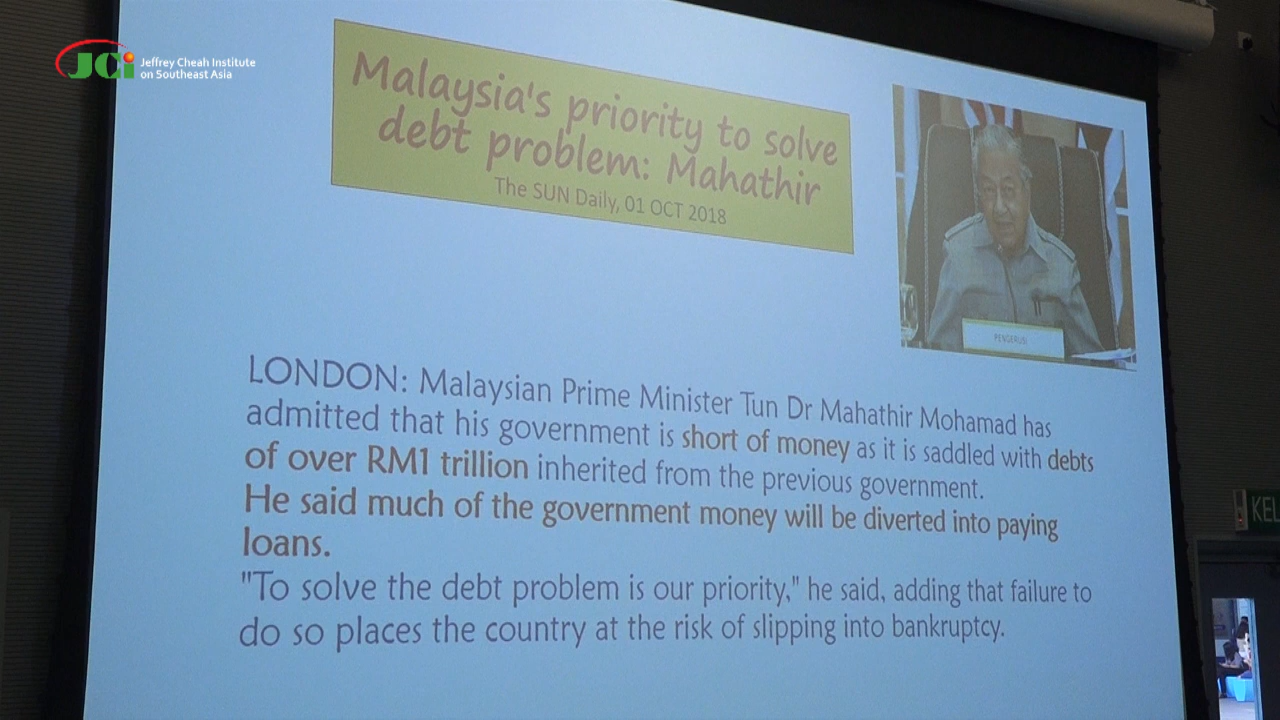 JCi Jeffrey Cheah Institute
on Southeast Asia
Malaysia's priority to solve
debt problem: Mahathir
The SUN Daily, 01 OCT 2018
PENGERUSI
LONDON: Malaysian Prime Minister Tun Dr Mahathir Mohamad has
admitted that his government is short of money as it is saddled with debts
of over RM1 trillion inherited from the previous government.
He said much of the government money will be diverted into paying
loans.
"To solve the debt problem is our priority," he said, adding that failure to
do so places the country at the risk of slipping into bankruptcy.
KEL